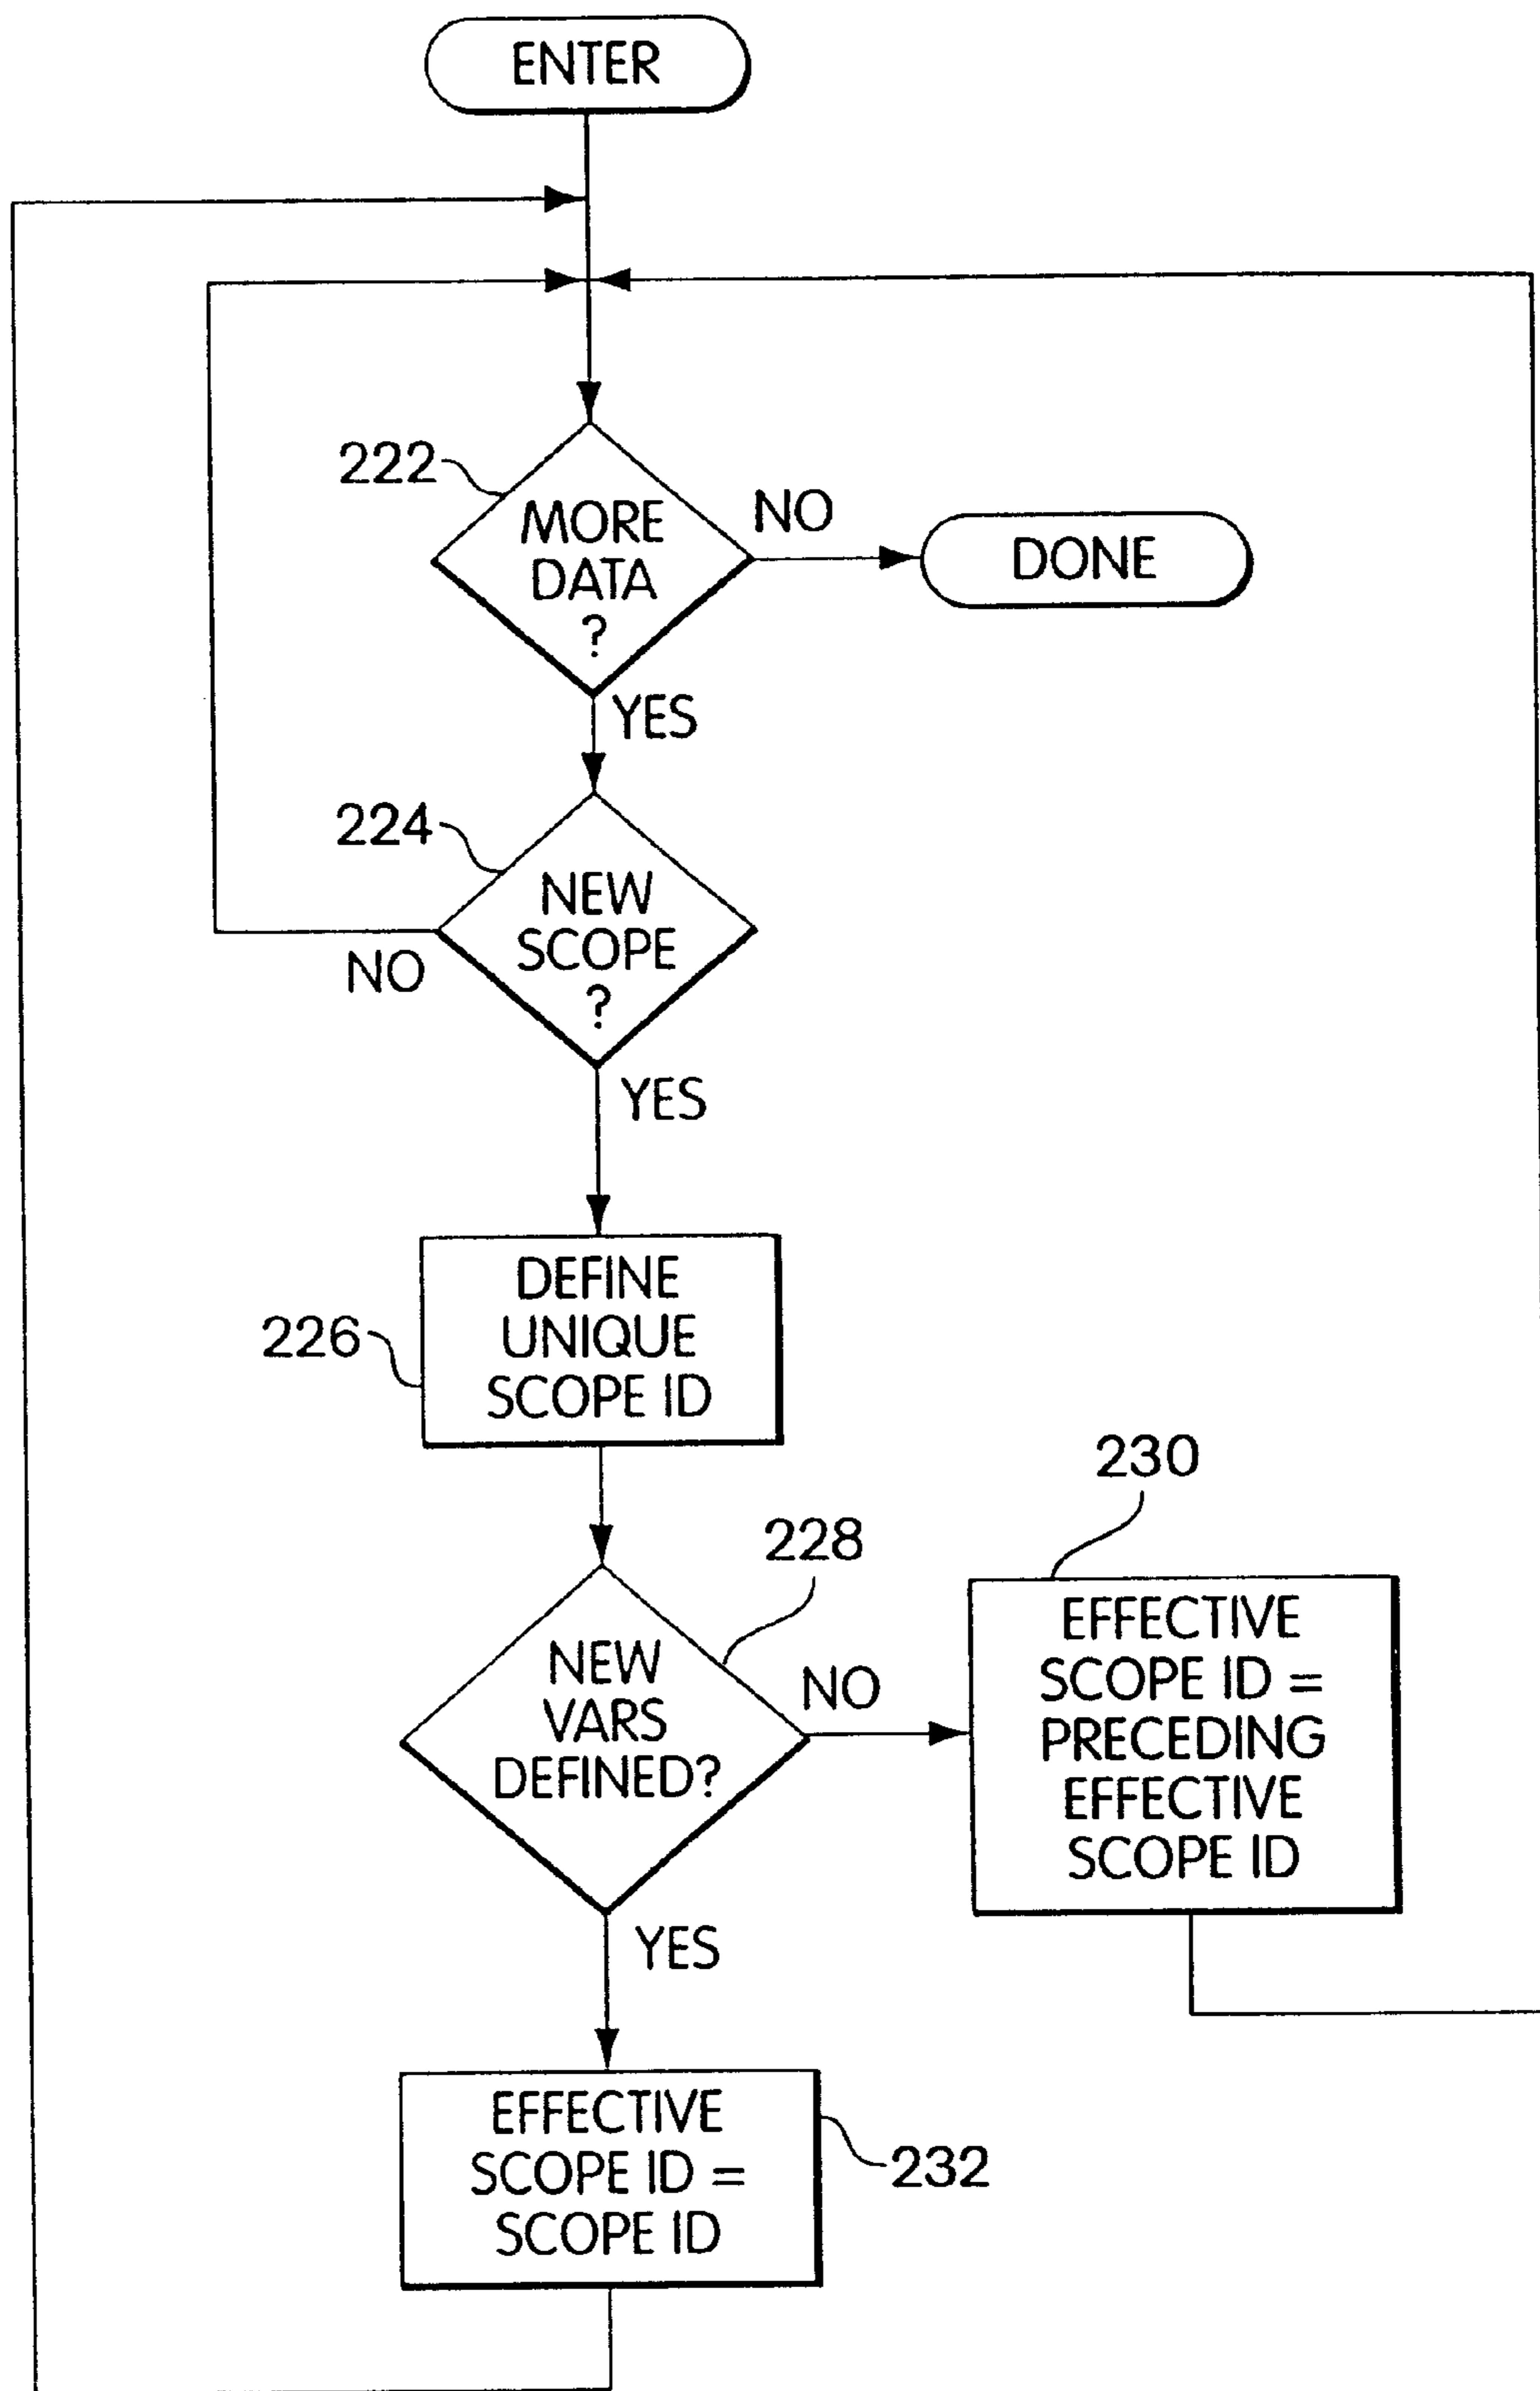 ENTER
222
MORE
DATA
?
NO
DONE
YES
224
NEW
SCOPE
?
NO
YES
226
DEFINE
UNIQUE
SCOPE ID
228
NEW
VARS
DEFINED?
NO
230
EFFECTIVE
SCOPE ID =
PRECEDING
EFFECTIVE
SCOPE ID
YES
EFFECTIVE
SCOPE ID =
SCOPE ID
232